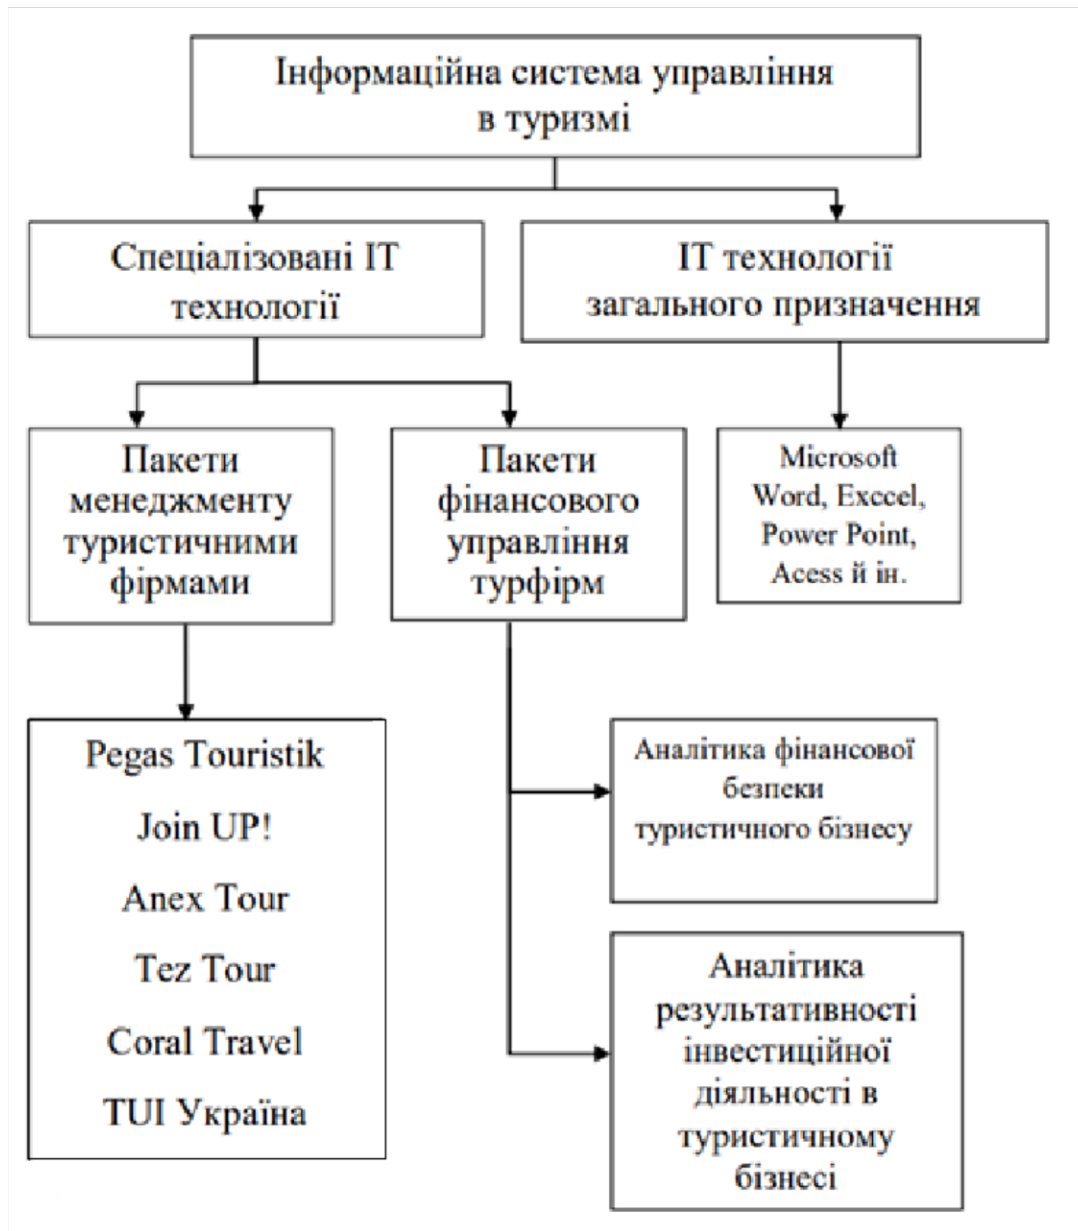 Інформаційна система управління
в туризмі
Спеціалізовані ІТ
технології
ІТ технології
загального призначення
Пакети
менеджменту
туристичними
фірмами
Пакети
фінансового
управління
турфірм
Microsoft
Word, Exccel,
Power Point,
Acess й ін.
Pegas Touristik
Join UP!
Anex Tour
Tez Tour
Coral Travel
TUI Україна
Аналітика фінансової
безпеки
туристичного бізнесу
Аналітика
результативності
інвестиційної
діяльності в
туристичному
бізнесі